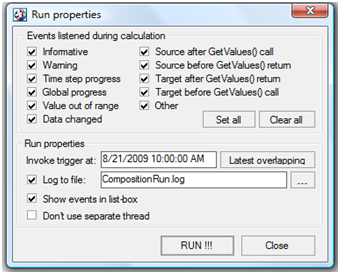 Run properties
Events listened during calculation
Informative
Source after GetValues() call
Warning
Source before GetValues() return
Time step progress
Target after GetValues() return
Global progress
Target before GetValues() call
Value out of range
Other
Data changed
Set all
Clear all
Run properties
Invoke trigger at:
8/21/2009 10:00:00 AM
Latest overlapping
Log to file:
CompositionRun.log
...
Show events in list-box
Don't use separate thread
RUN !!!
Close